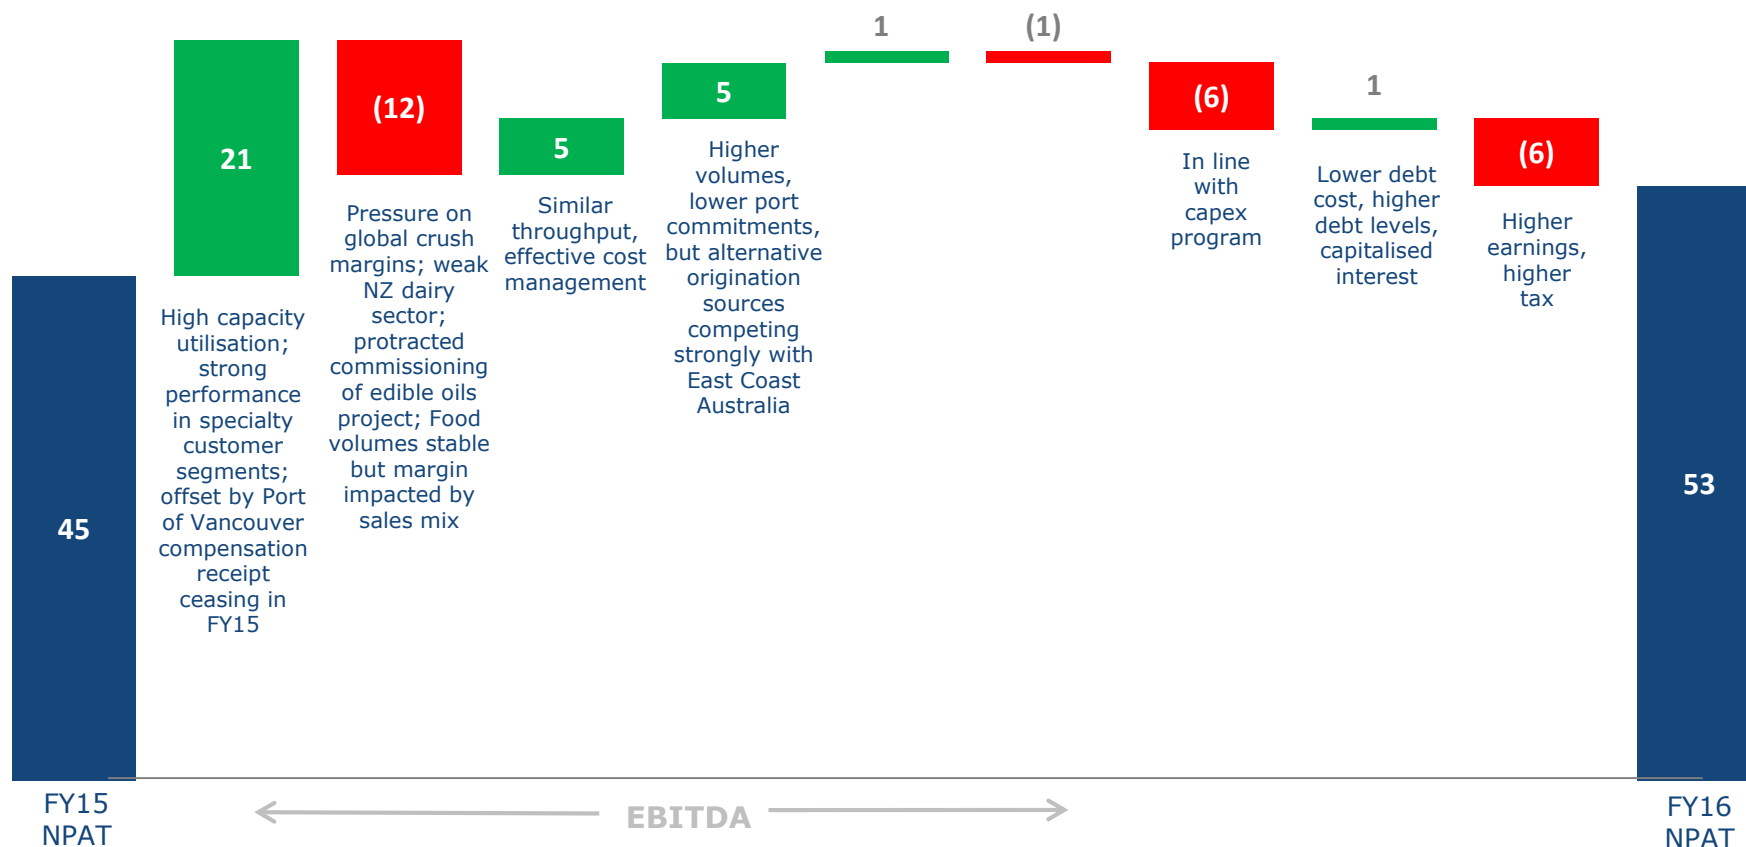 45
FY15
NPAT
21
High capacity
utilisation;
strong
performance
in specialty
customer
segments;
offset by Port
of Vancouver
compensation
receipt
ceasing in
FY15
(12)
Pressure on
global crush
margins; weak
NZ dairy
sector;
protracted
commissioning
of edible oils
project; Food
volumes stable
but margin
impacted by
sales mix
5
Similar
throughput,
effective cost
management
5
Higher
volumes,
lower port
commitments,
but alternative
origination
sources
competing
strongly with
East Coast
Australia
1
(1)
(6)
In line
with
capex
program
1
Lower debt
cost, higher
debt levels,
capitalised
interest
(6)
Higher
earnings,
higher
tax
53
FY16
NPAT
EBITDA